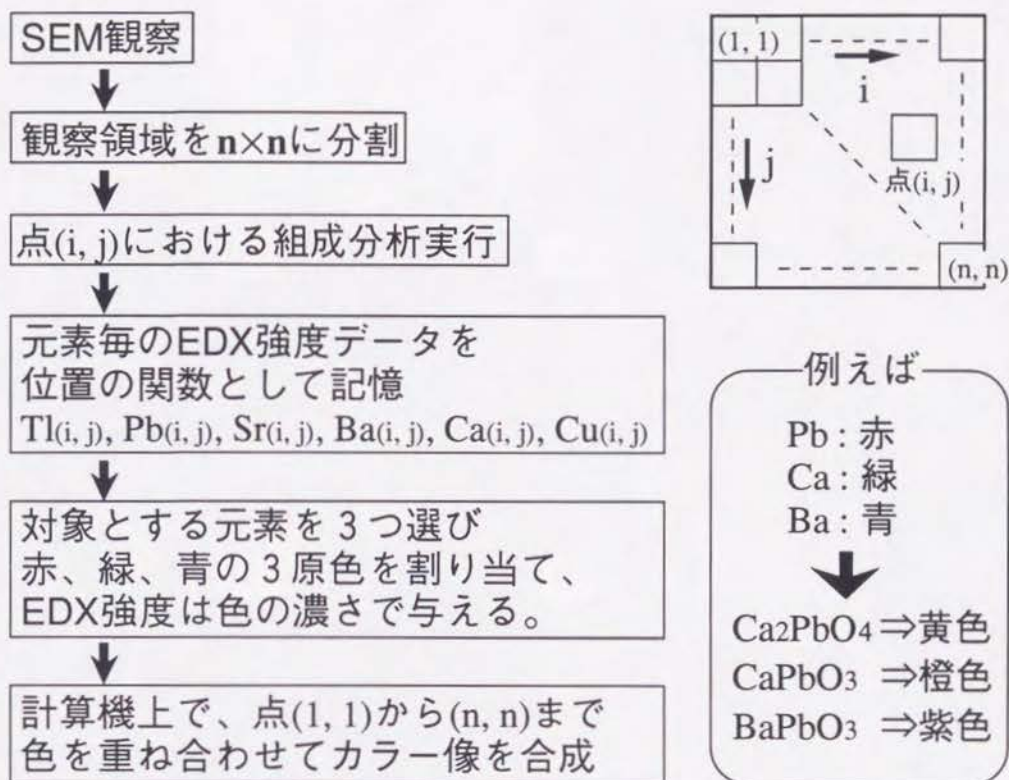 SEM観察
観察領域をn×nに分割
点(i, j)における組成分析実行
元素毎のEDX強度データを
位置の関数として記憶
Tl(i, j), Pb(i, j), Sr(i, j), Ba(i, j), Ca(i, j), Cu(i, j)
対象とする元素を3つ選び
赤、緑、青の3原色を割り当て、
EDX強度は色の濃さで与える。
計算機上で、点(1, 1)から(n, n)まで
色を重ね合わせてカラー像を合成
(1, 1)
i
j
点(i, j)
(n, n)
例えば
Pb : 赤
Ca : 緑
Ba : 青
Ca2PbO4 ⇒黄色
CaPbO3 ⇒橙色
BaPbO3 ⇒紫色